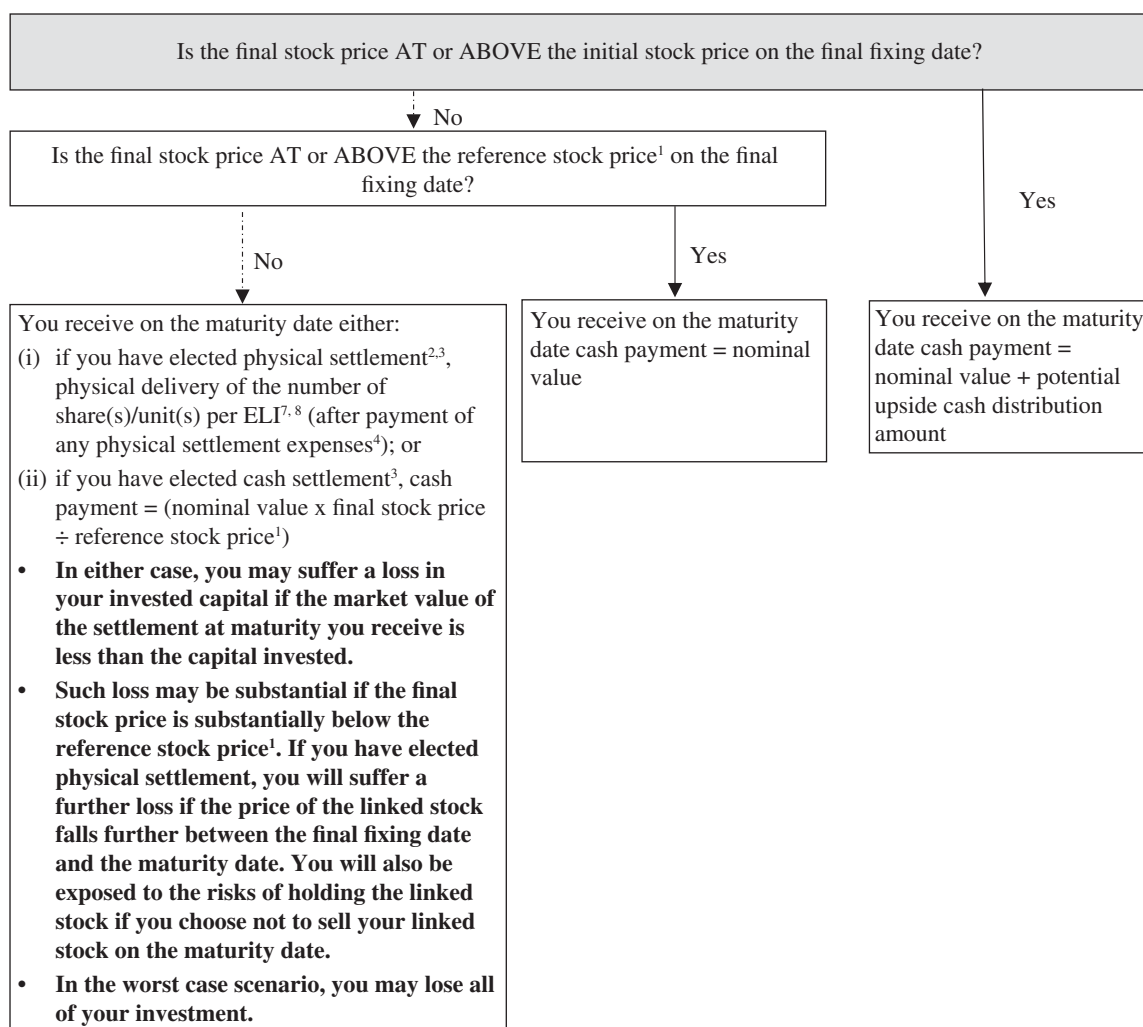 Is the final stock price AT or ABOVE the initial stock price on the final fixing date?
No
Is the final stock price AT or ABOVE the reference stock price¹ on the final
fixing date?
Yes
No
Yes
You receive on the maturity date either:
(i) if you have elected physical settlement²,³,
physical delivery of the number of
share(s)/unit(s) per ELI⁷, ⁸ (after payment of
any physical settlement expenses⁴); or
(ii) if you have elected cash settlement³, cash
payment = (nominal value x final stock price
÷ reference stock price¹)
• In either case, you may suffer a loss in
your invested capital if the market value of
the settlement at maturity you receive is
less than the capital invested.
• Such loss may be substantial if the final
stock price is substantially below the
reference stock price¹. If you have elected
physical settlement, you will suffer a
further loss if the price of the linked stock
falls further between the final fixing date
and the maturity date. You will also be
exposed to the risks of holding the linked
stock if you choose not to sell your linked
stock on the maturity date.
• In the worst case scenario, you may lose all
of your investment.
You receive on the maturity
date cash payment = nominal
value
You receive on the maturity
date cash payment =
nominal value + potential
upside cash distribution
amount